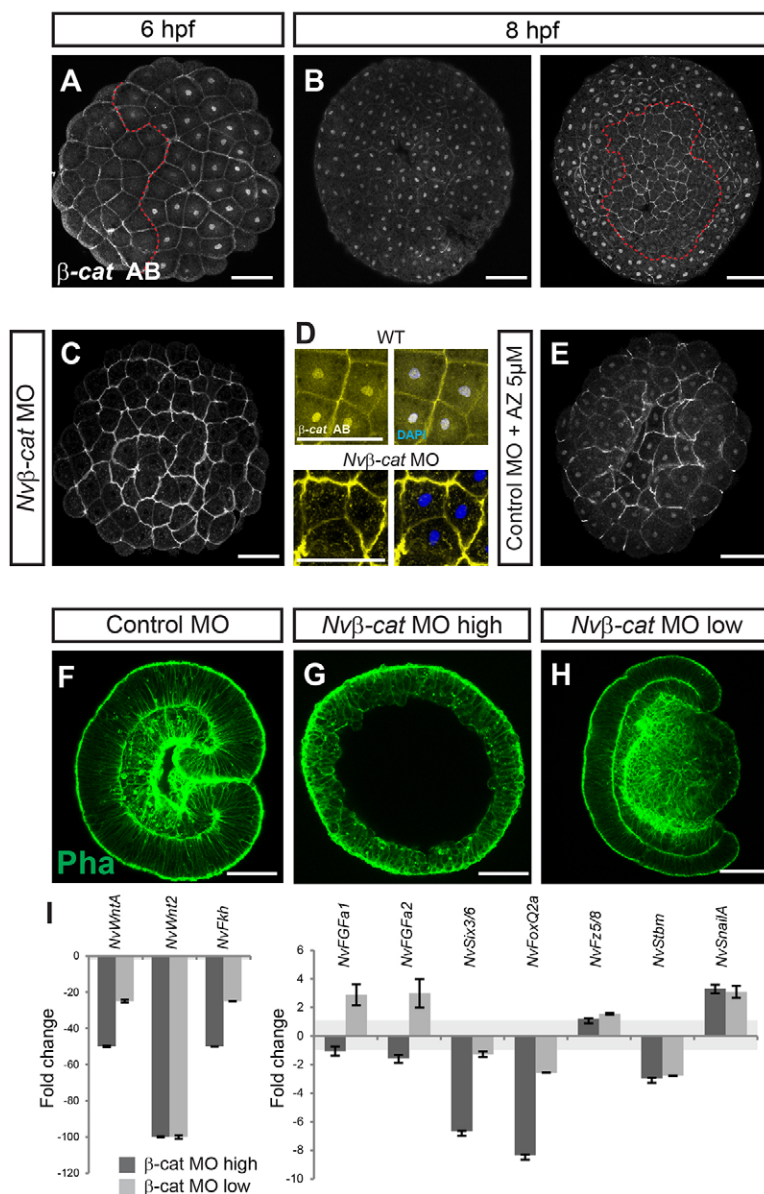 6 hpf
8 hpf
A
B
β-cat AB
Nvβ-cat MO
C
D
WT
β-cat AB
DAPI
Nvβ-cat MO
Control MO + AZ 5µM
E
Control MO
Nvβ-cat MO high
Nvβ-cat MO low
F
G
H
Pha
I
NvWntA
NvWnt2
NvFkh
NvFGFa1
NvFGFa2
NvSix3/6
NvFoxQ2a
NvFz5/8
NvStbm
NvSnailA
Fold change
0
-20
-40
-60
-80
-100
-120
Fold change
6
4
2
0
-2
-4
-6
-8
-10
β-cat MO high
β-cat MO low